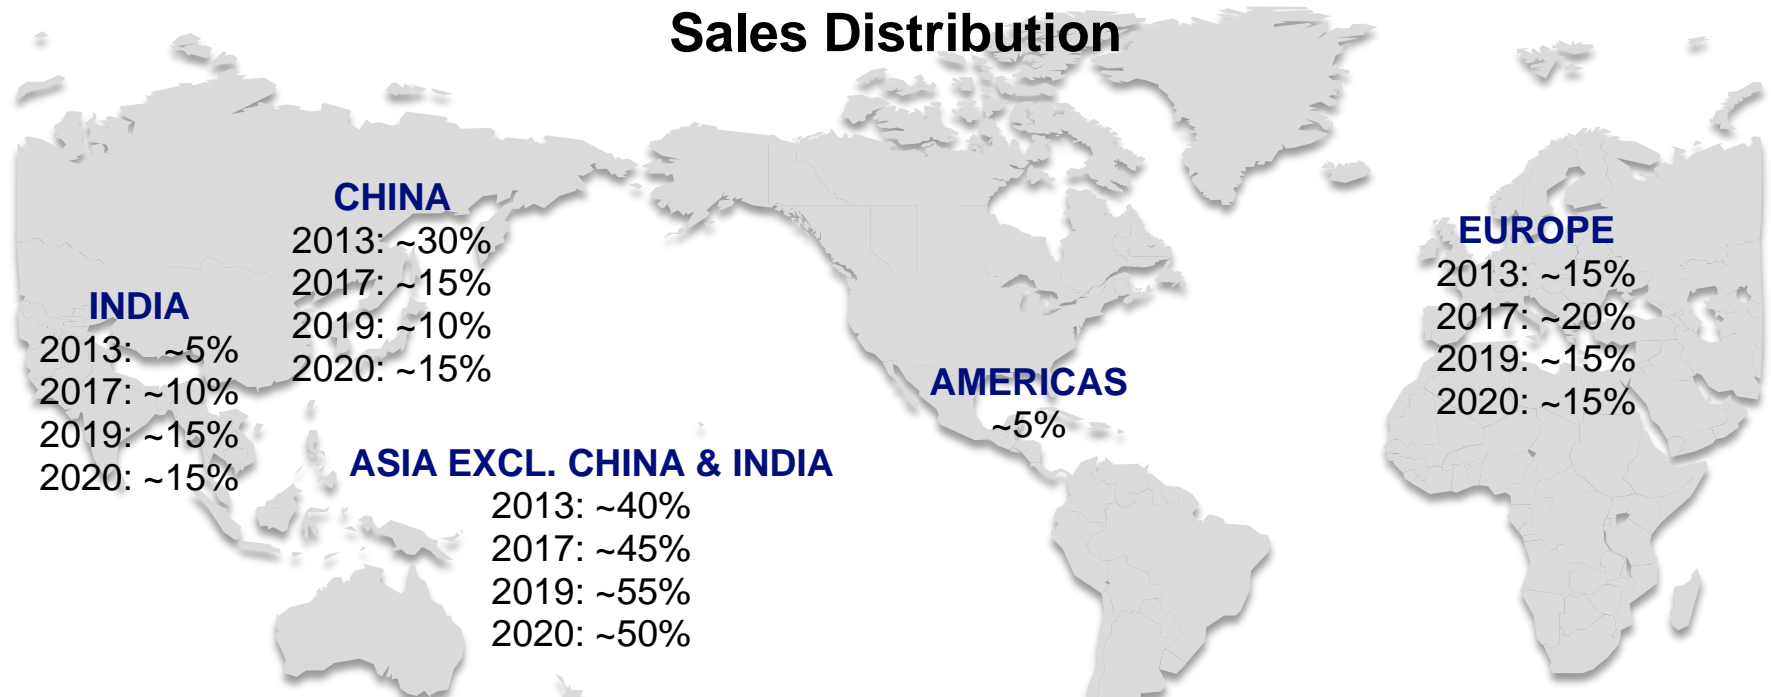 Sales Distribution
CHINA
2013: ~30%
2017: ~15%
2019: ~10%
2020: ~15%
INDIA
2013: ~5%
2017: ~10%
2019: ~15%
2020: ~15%
ASIA EXCL. CHINA & INDIA
2013: ~40%
2017: ~45%
2019: ~55%
2020: ~50%
AMERICAS
~5%
EUROPE
2013: ~15%
2017: ~20%
2019: ~15%
2020: ~15%